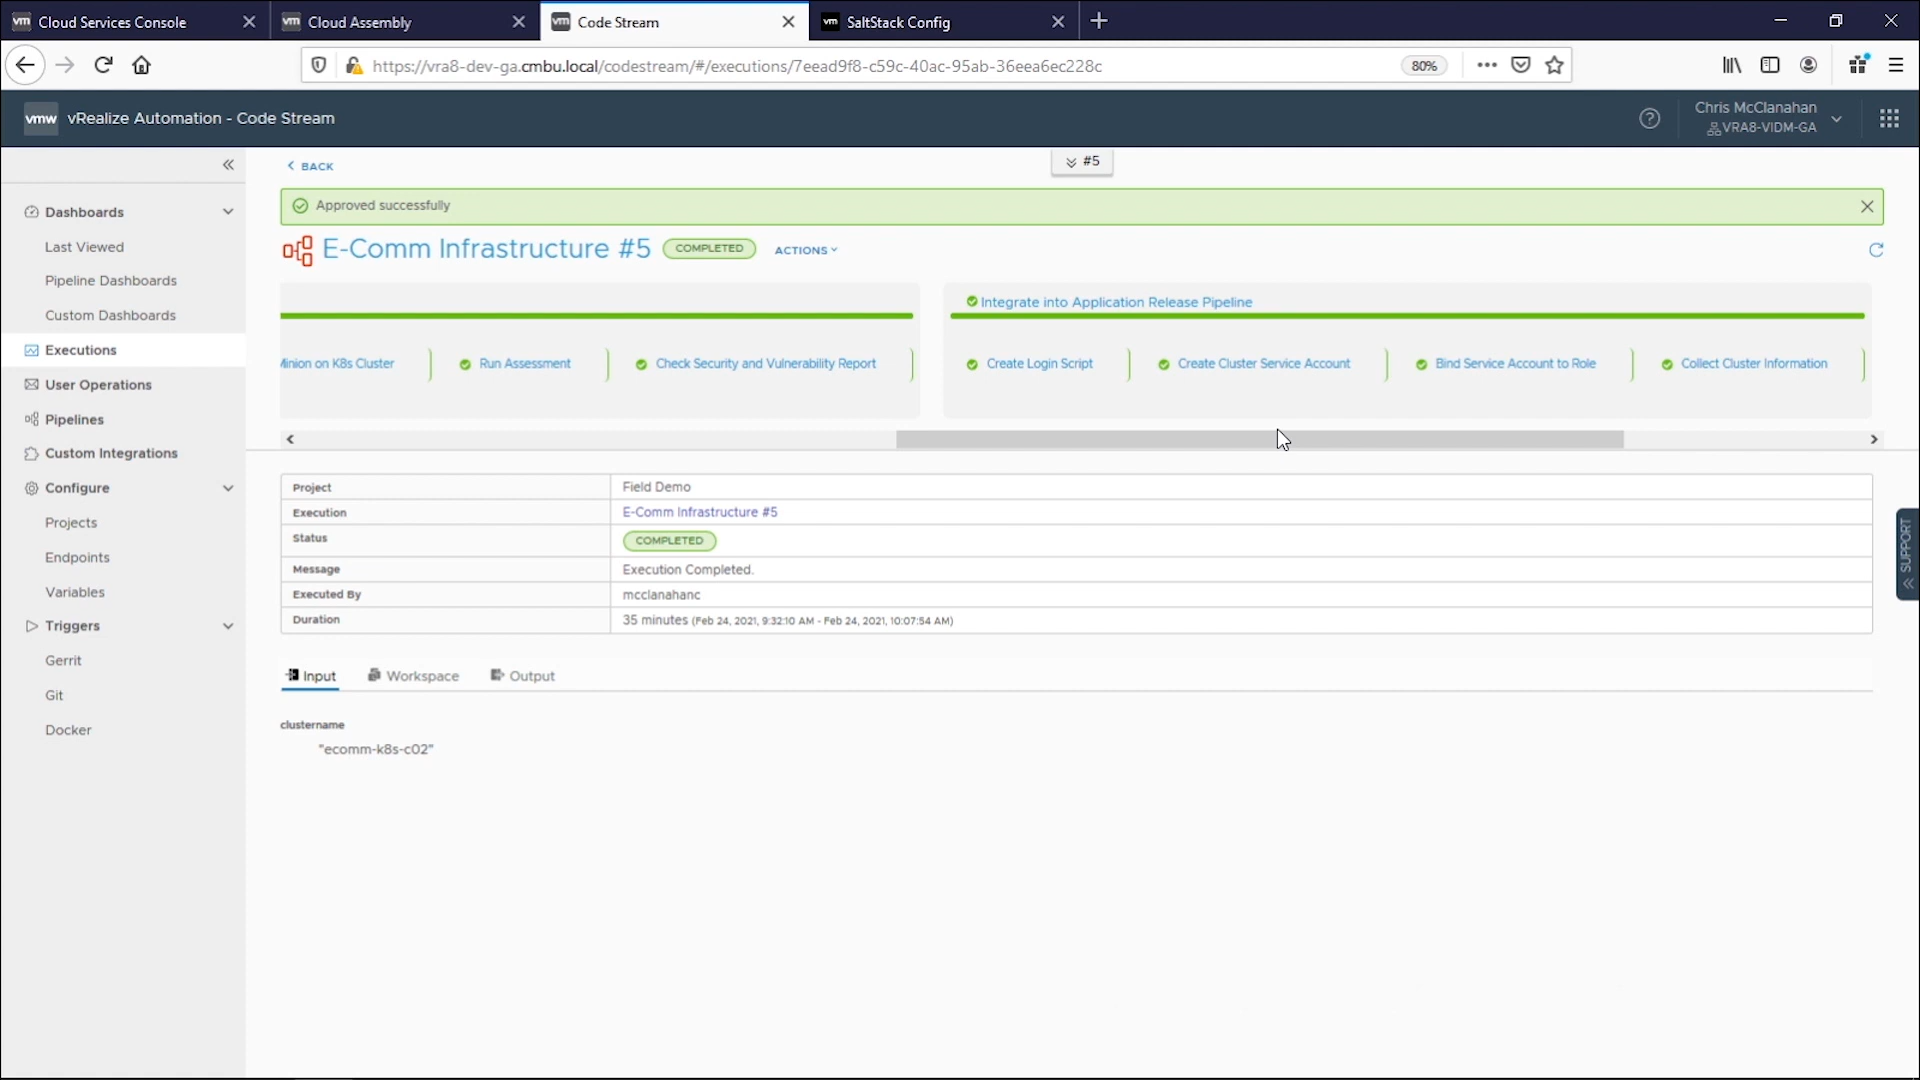 vm Cloud Services Console
vm Cloud Assembly
vm Code Stream
vm SaltStack Config
https://vra8-dev-ga.cmbu.local/codestream/#/executions/7eead9f8-c59c-40ac-95ab-36eea6ec228c
80%
vmw vRealize Automation - Code Stream
Chris McClanahan
VRA8-VIDM-GA
BACK
#5
Approved successfully
E-Comm Infrastructure #5 COMPLETED ACTIONS
Dashboards
Last Viewed
Pipeline Dashboards
Custom Dashboards
Executions
User Operations
Pipelines
Custom Integrations
Configure
Projects
Endpoints
Variables
Triggers
Gerrit
Git
Docker
Integrate into Application Release Pipeline
Minion on K8s Cluster Run Assessment Check Security and Vulnerability Report Create Login Script Create Cluster Service Account Bind Service Account to Role Collect Cluster Information
Project Field Demo
Execution E-Comm Infrastructure #5
Status COMPLETED
Message Execution Completed.
Executed By mcclanahanc
Duration 35 minutes (Feb 24, 2021, 9:32:10 AM - Feb 24, 2021, 10:07:54 AM)
SUPPORT
Input Workspace Output
clustername
"ecomm-k8s-c02"